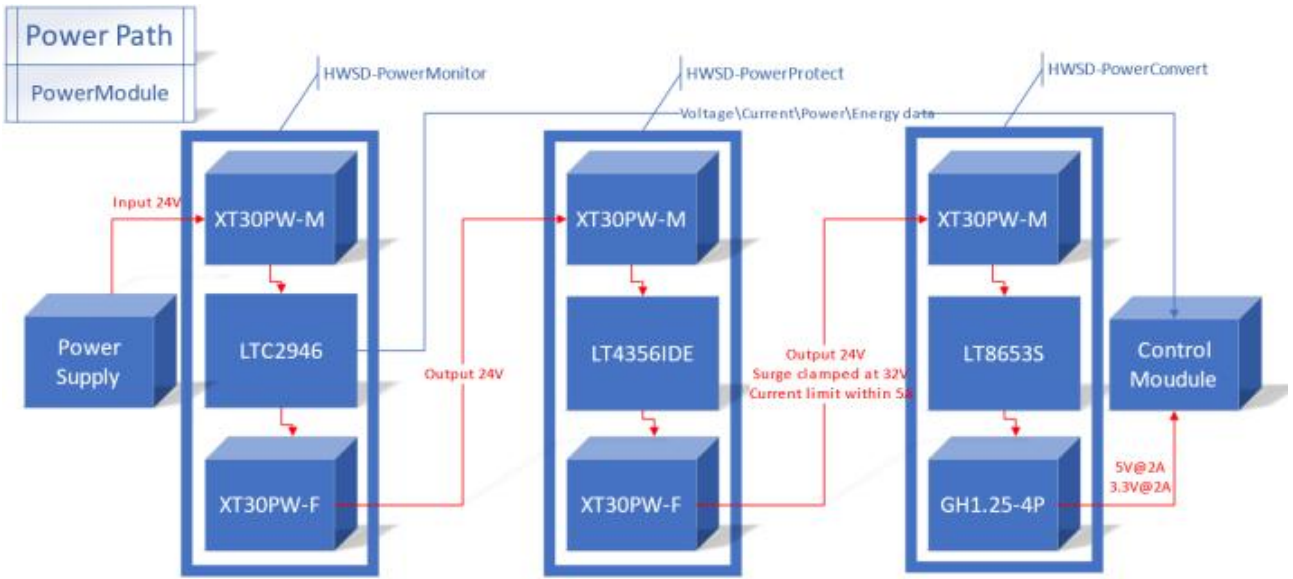 Power Path
PowerModule
HWSD-PowerMonitor
HWSD-PowerProtect
HWSD-PowerConvert
Voltage\Current\Power\Energy data
Input 24V
XT30PW-M
XT30PW-M
XT30PW-M
Power
Supply
LTC2946
Output 24V
LT4356IDE
Output 24V
Surge clamped at 32V
Current limit within 5A
LT8653S
Control
Moudule
XT30PW-F
XT30PW-F
GH1.25-4P
5V@2A
3.3V@2A